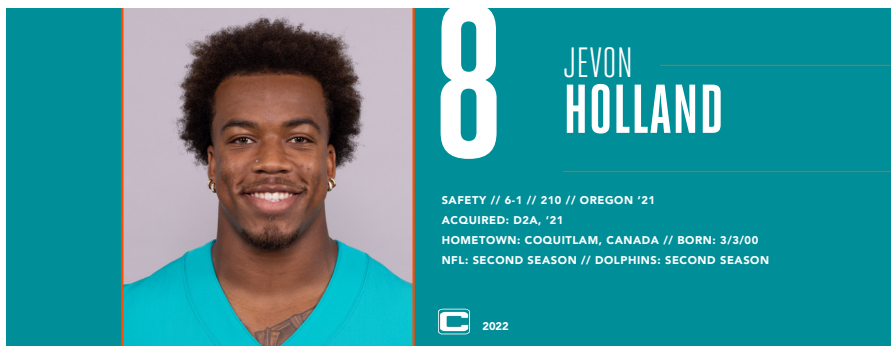 8
JEVON
HOLLAND
SAFETY // 6-1 // 210 // OREGON ’21
ACQUIRED: D2A, ’21
HOMETOWN: COQUITLAM, CANADA // BORN: 3/3/00
NFL: SECOND SEASON // DOLPHINS: SECOND SEASON
C 2022